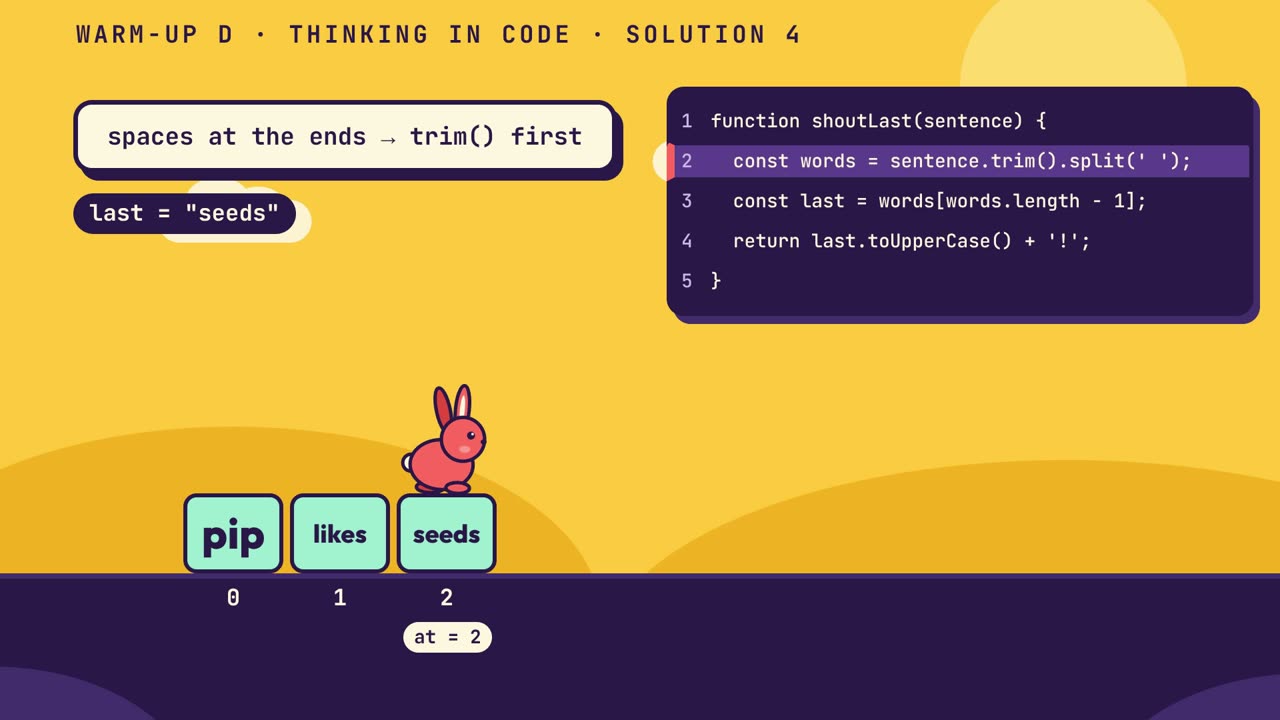 WARM-UP D · THINKING IN CODE · SOLUTION 4
spaces at the ends → trim() first
last = "seeds"
1 function shoutLast(sentence) {
2   const words = sentence.trim().split(' ');
3   const last = words[words.length - 1];
4   return last.toUpperCase() + '!';
5 }
pip likes seeds
0 1 2
at = 2